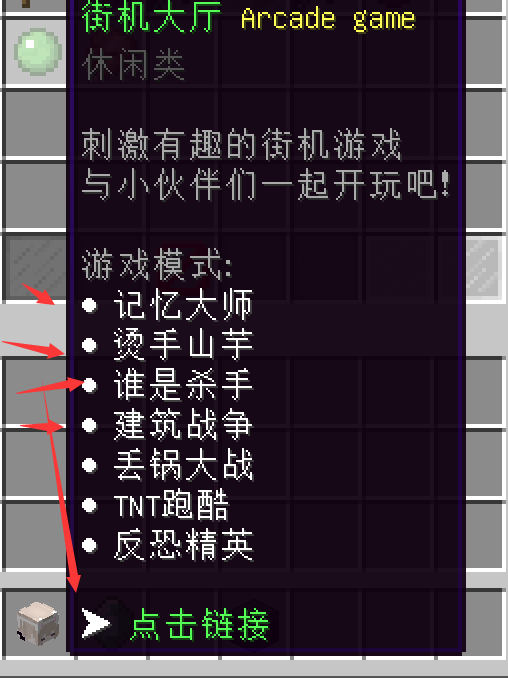 街机大厅 Arcade game
休闲类
刺激有趣的街机游戏
与小伙伴们一起开玩吧!
游戏模式:
● 记忆大师
● 烫手山芋
● 谁是杀手
● 建筑战争
● 丢锅大战
● TNT跑酷
● 反恐精英
➤ 点击链接